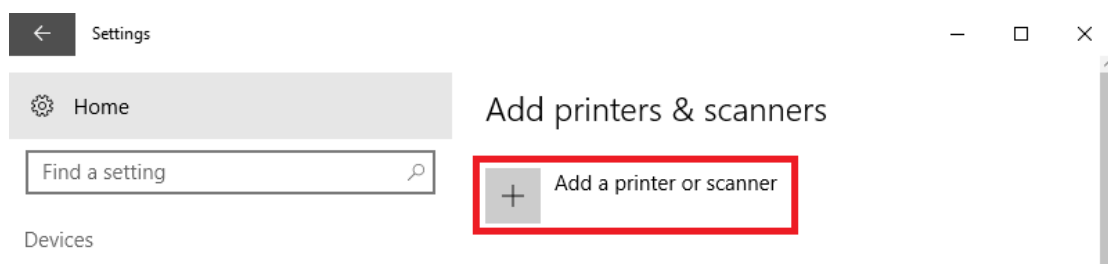 Settings
Home
Find a setting
Devices
Add printers & scanners
Add a printer or scanner